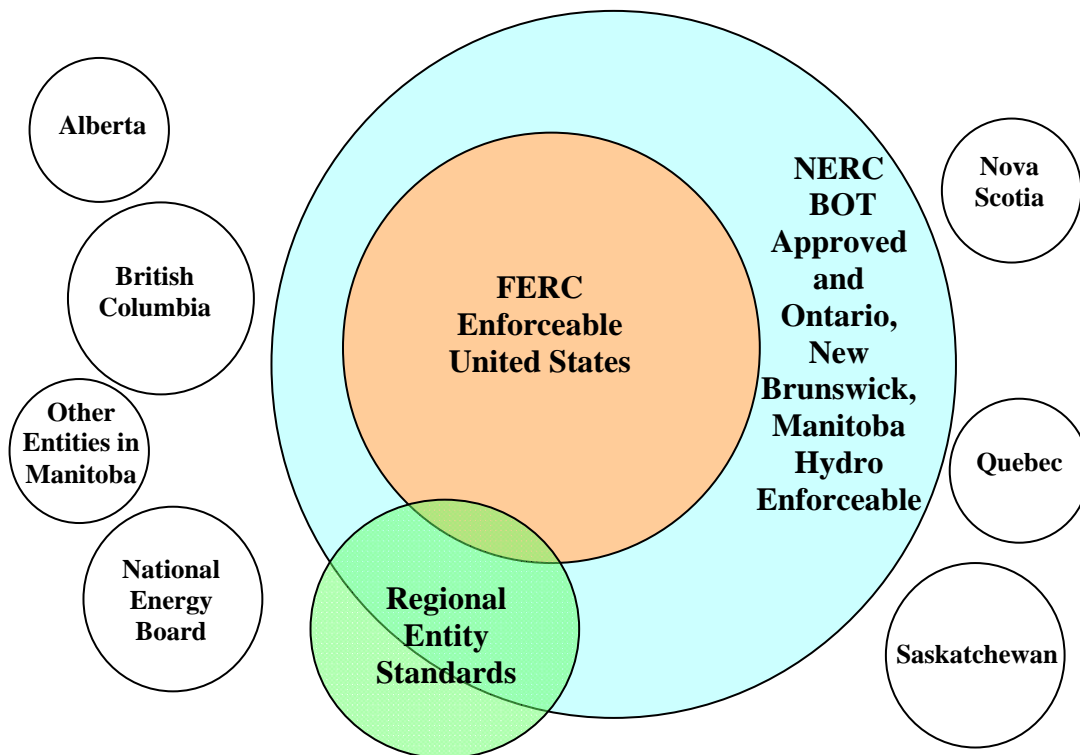 Alberta
British
Columbia
Other
Entities in
Manitoba
National
Energy
Board
FERC
Enforceable
United States
Regional
Entity
Standards
NERC
BOT
Approved
and
Ontario,
New
Brunswick,
Manitoba
Hydro
Enforceable
Nova
Scotia
Quebec
Saskatchewan